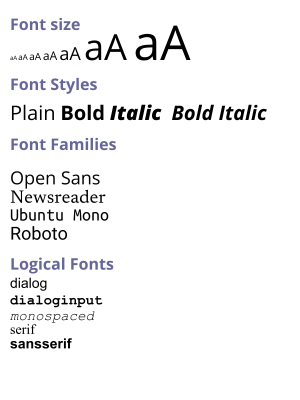 Font size
aA aA aA aA aA aA aA
Font Styles
Plain Bold Italic Bold Italic
Font Families
Open Sans
Newsreader
Ubuntu Mono
Roboto
Logical Fonts
dialog
dialoginput
monospaced
serif
sansserif